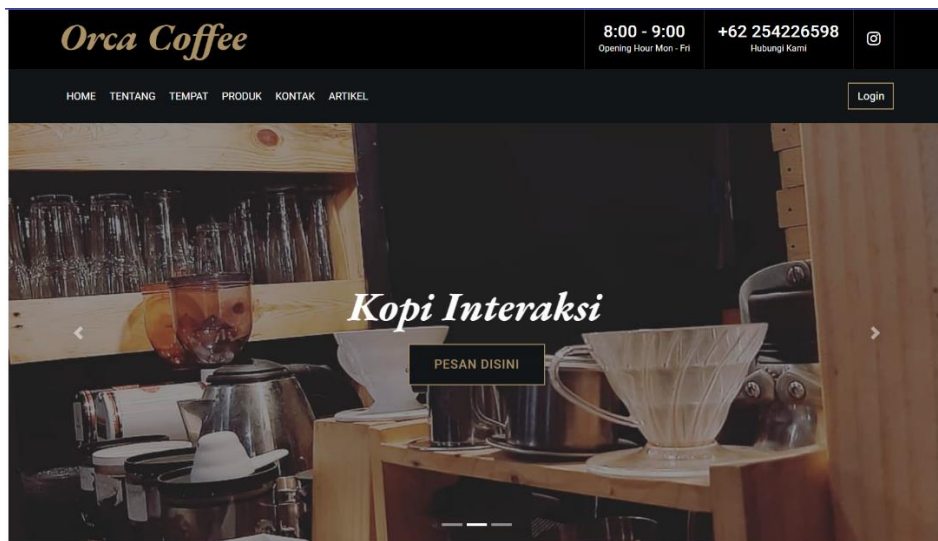 Orca Coffee
8:00 - 9:00
Opening Hour Mon - Fri
+62 254226598
Hubungi Kami
HOME TENTANG TEMPAT PRODUK KONTAK ARTIKEL
Login
Kopi Interaksi
PESAN DISINI